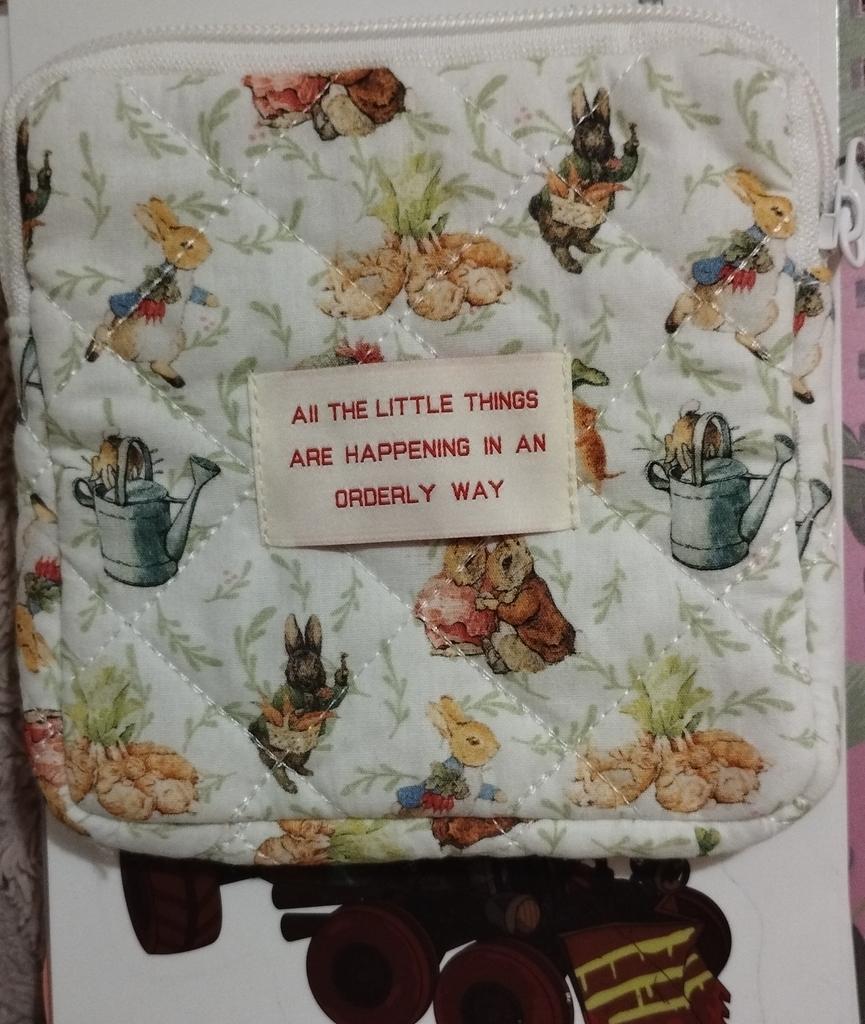 All THE LITTLE THINGS
ARE HAPPENING IN AN
ORDERLY WAY